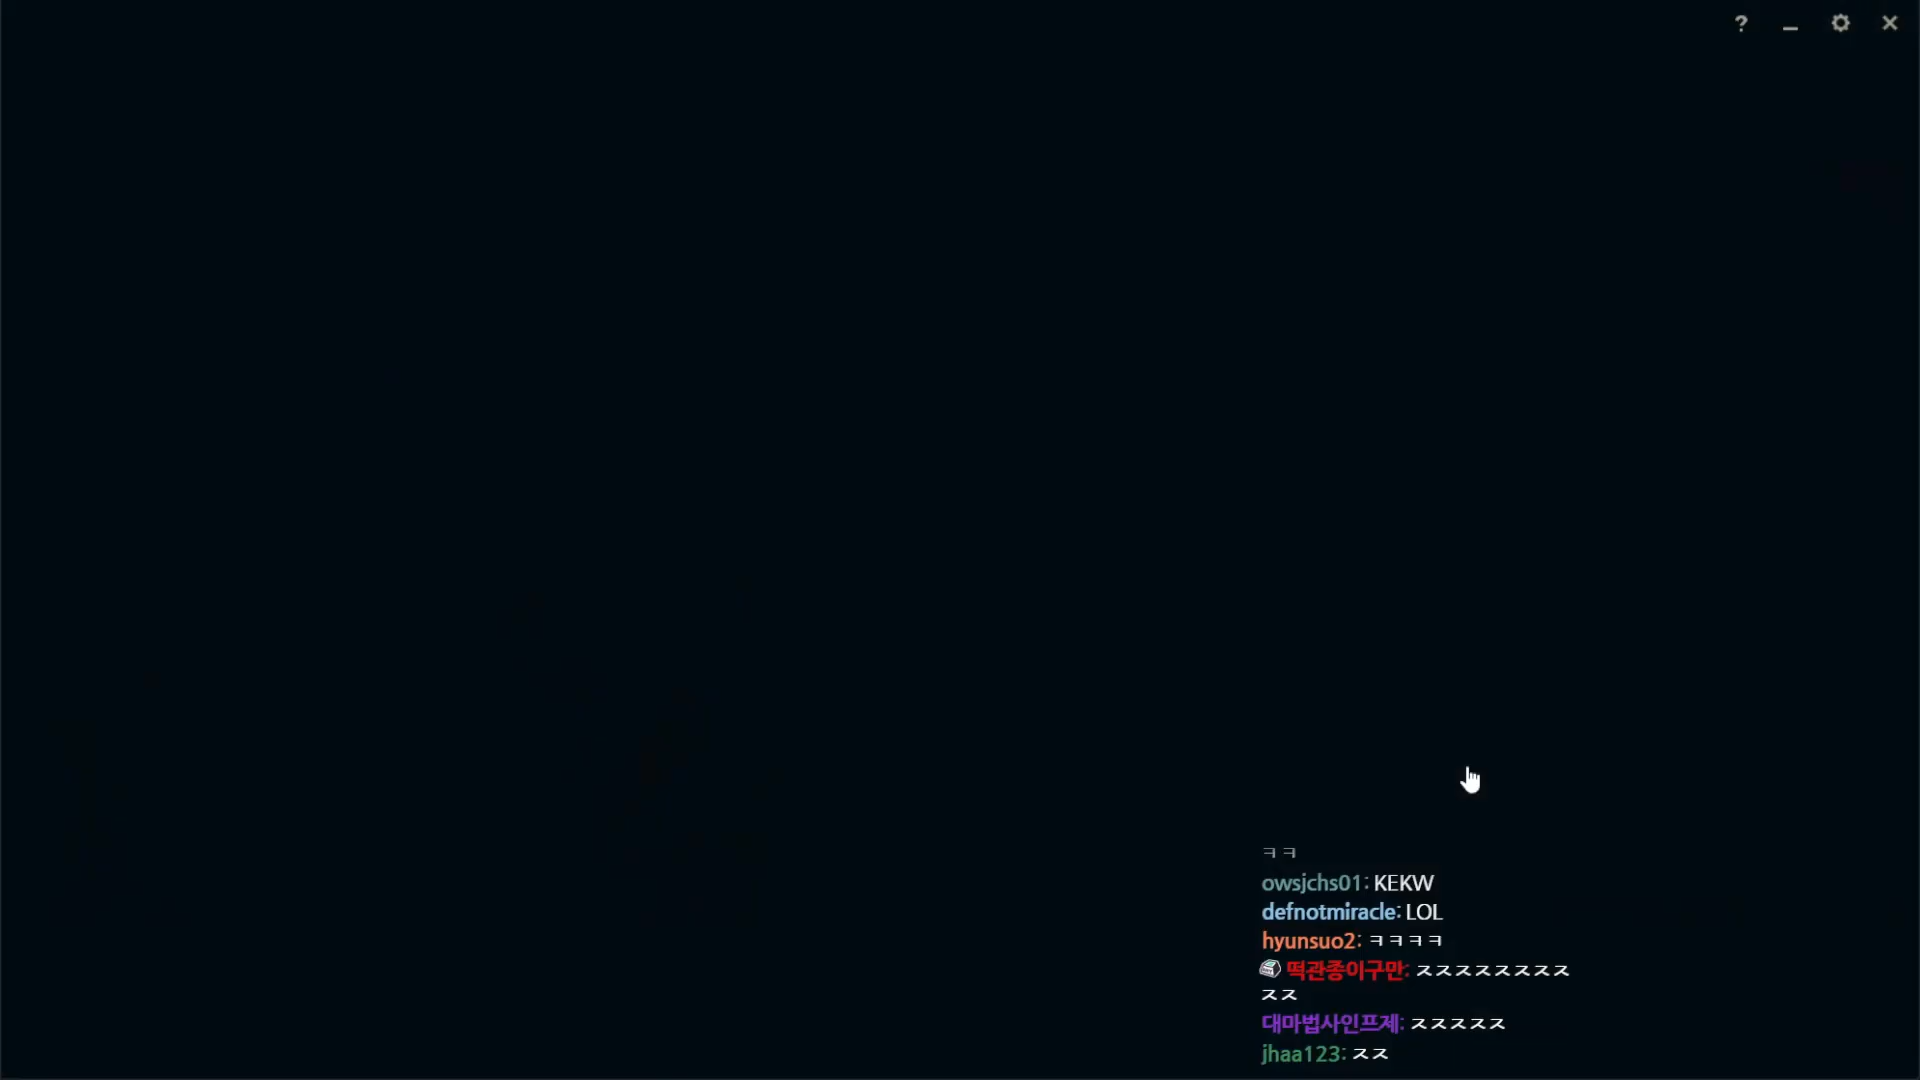 ?
ㅋㅋ
owsjchs01: KEKW
defnotmiracle: LOL
hyunsuo2: ㅋㅋㅋㅋ
떡관종이구만: ㅈㅈㅈㅈㅈㅈㅈㅈ
ㅈㅈ
대마법사인프제: ㅈㅈㅈㅈㅈ
jhaa123: ㅈㅈ